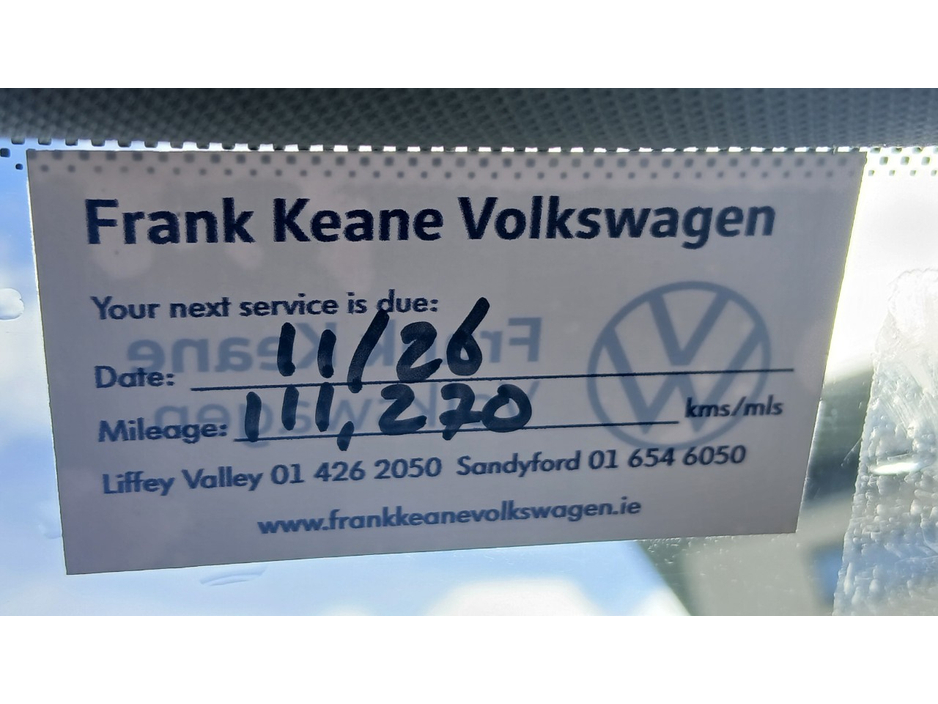 Frank Keane Volkswagen
Your next service is due:
Date: 11/26
Mileage: 111,270 kms/mls
Liffey Valley 01 426 2050 Sandyford 01 654 6050
www.frankkeanevolkswagen.ie